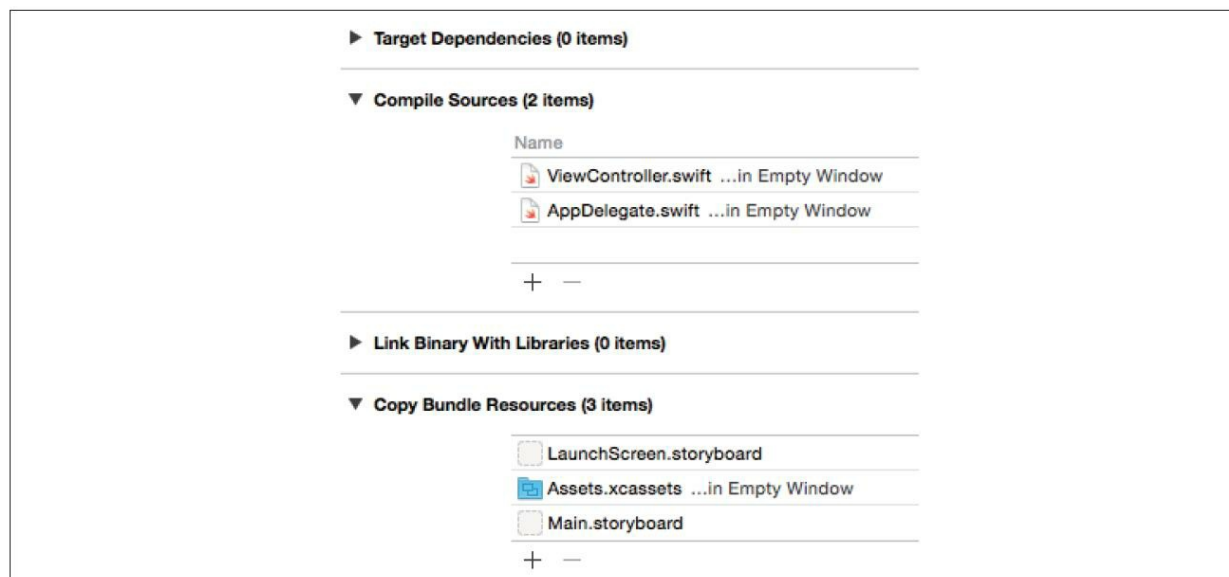 Target Dependencies (0 items)
Compile Sources (2 items)
Name
ViewController.swift ...in Empty Window
AppDelegate.swift ...in Empty Window
Link Binary With Libraries (0 items)
Copy Bundle Resources (3 items)
LaunchScreen.storyboard
Assets.xcassets ...in Empty Window
Main.storyboard